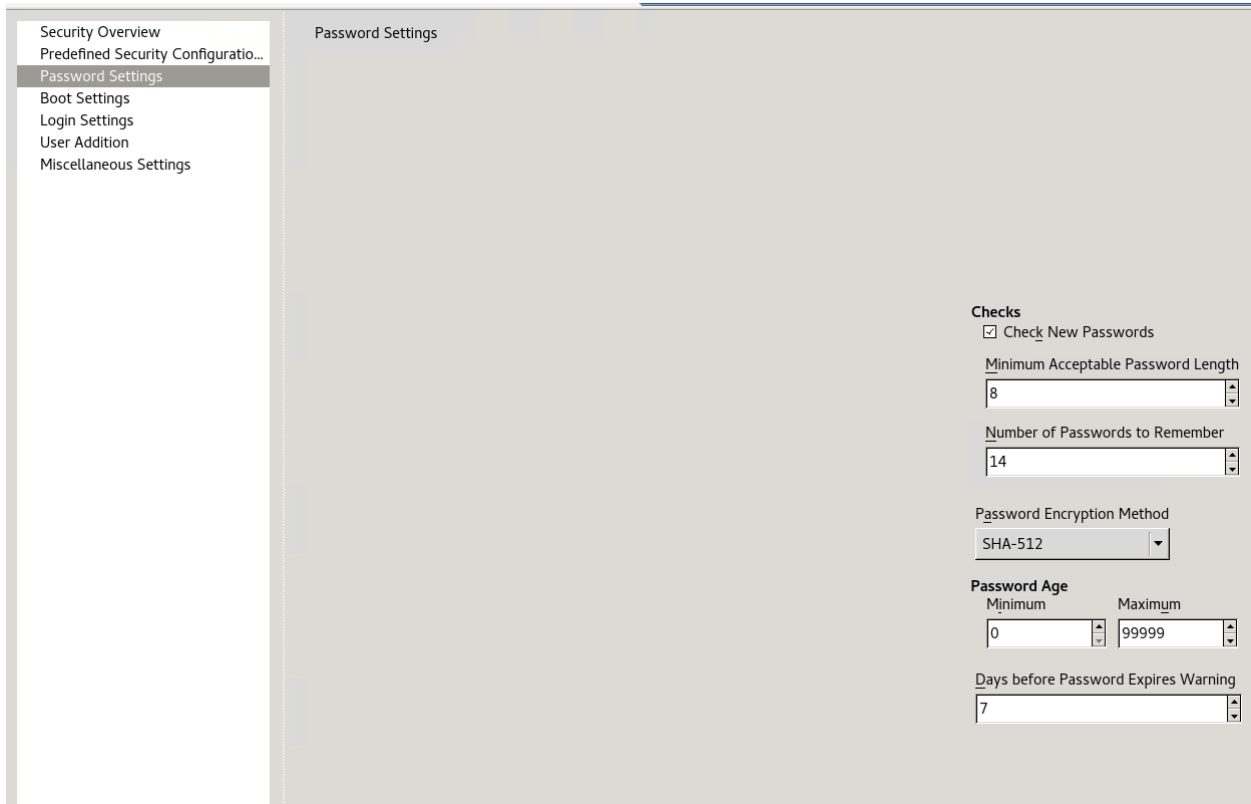 Security Overview
Predefined Security Configuratio...
Password Settings
Boot Settings
Login Settings
User Addition
Miscellaneous Settings
Password Settings
Checks
Check New Passwords
Minimum Acceptable Password Length
8
Number of Passwords to Remember
14
Password Encryption Method
SHA-512
Password Age
Minimum Maximum
0 99999
Days before Password Expires Warning
7